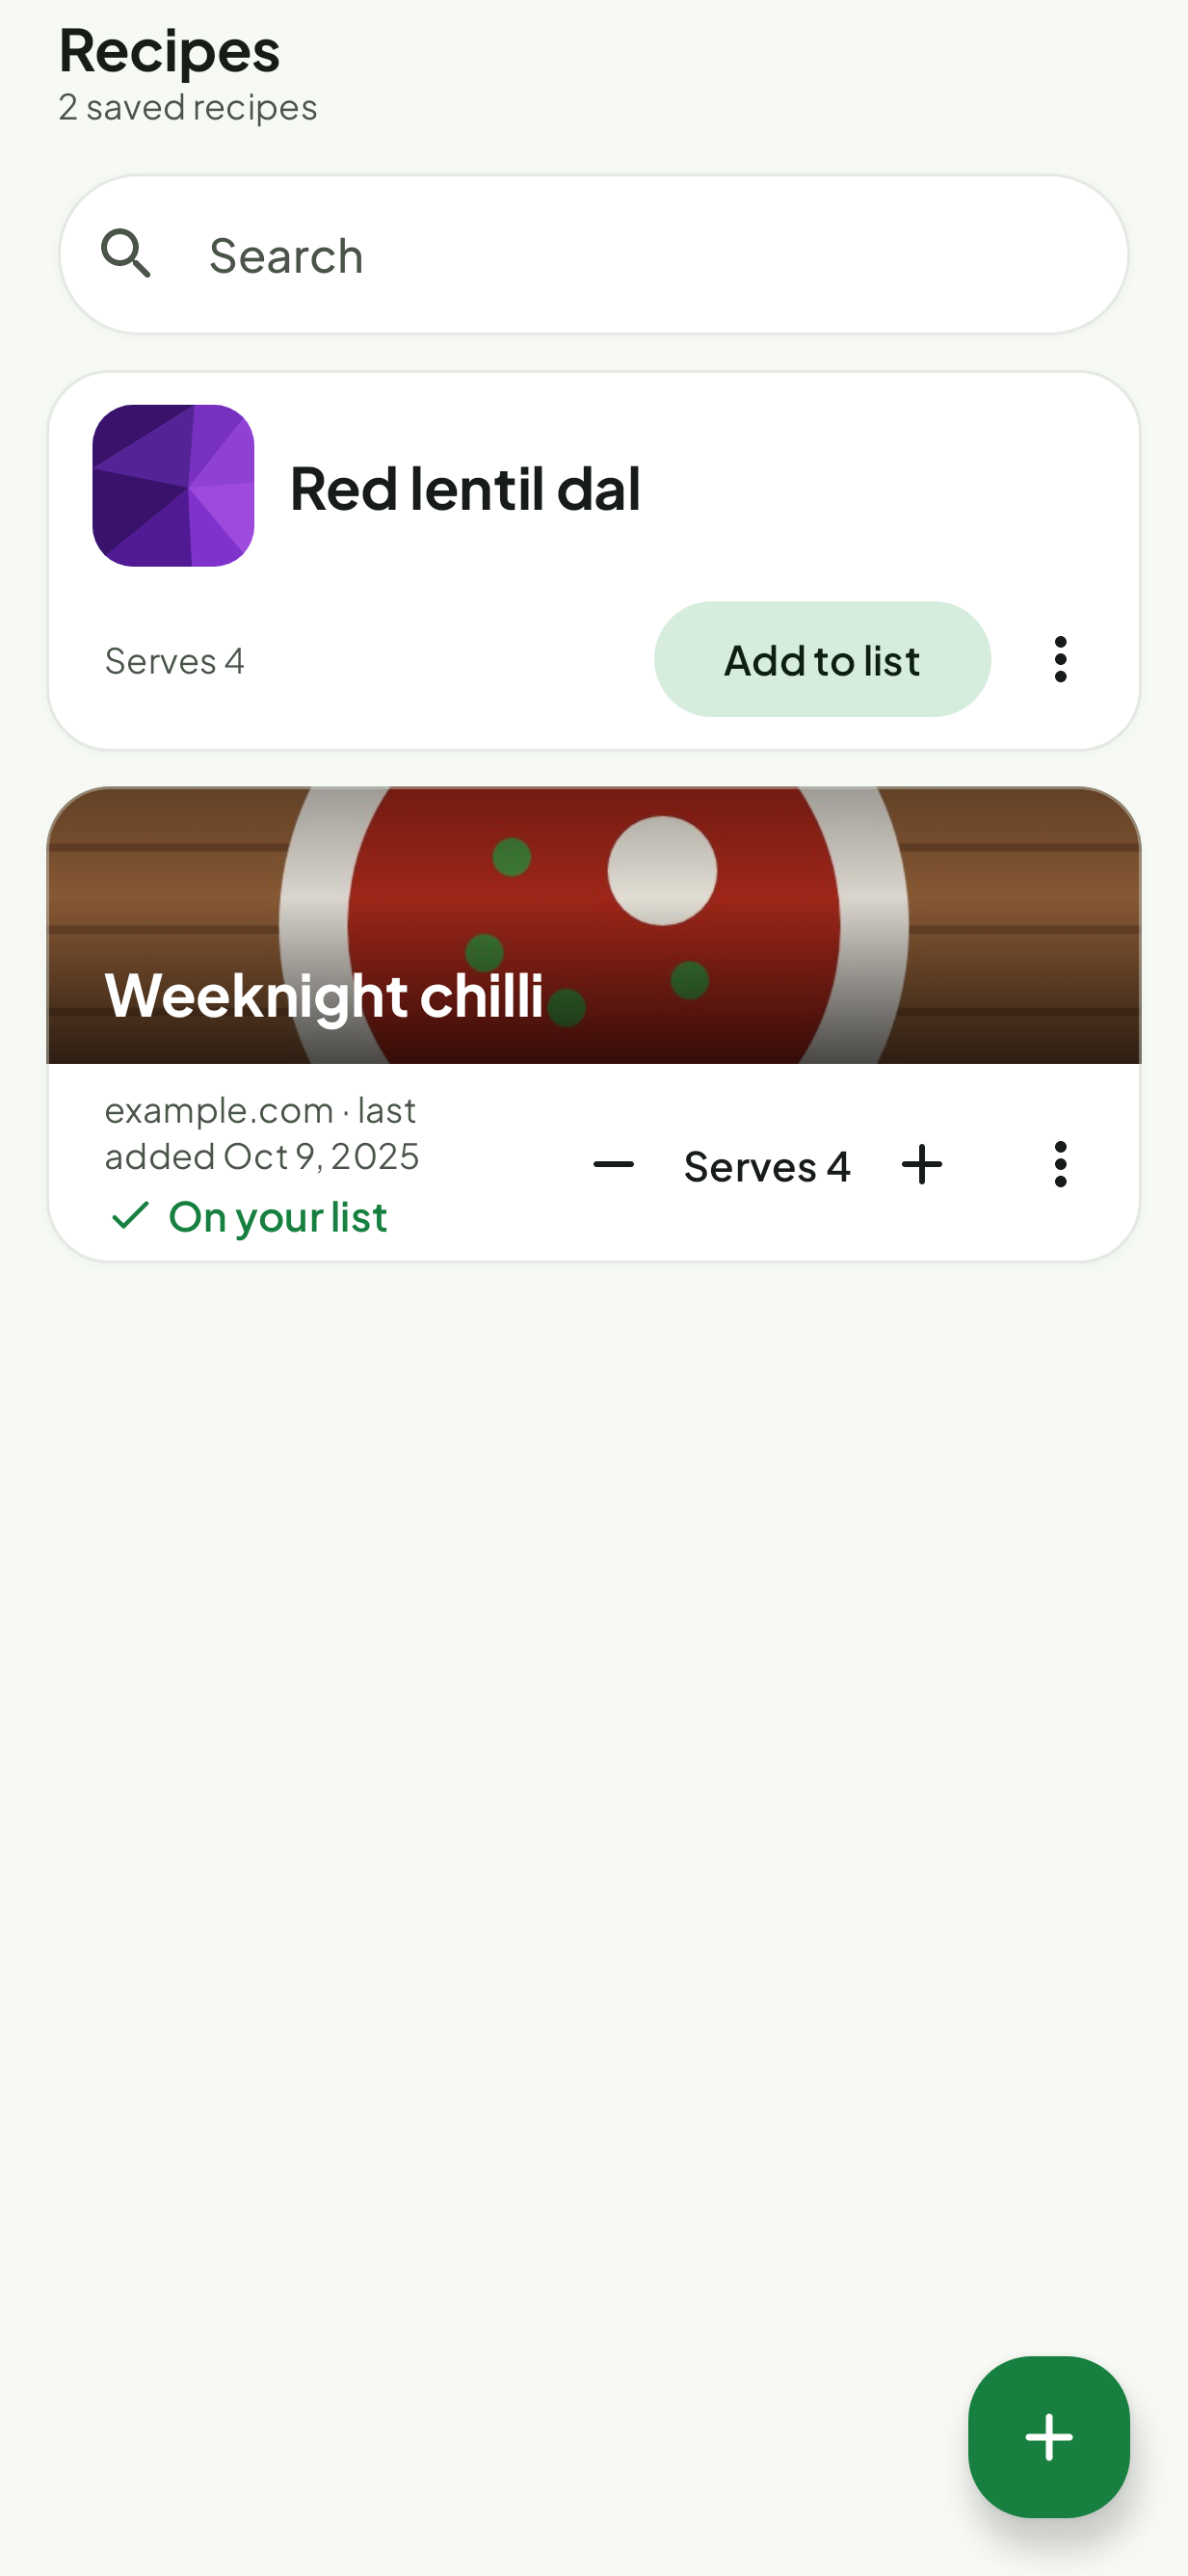 Recipes
2 saved recipes
Search
Red lentil dal
Serves 4
Add to list
Weeknight chilli
example.com · last
added Oct 9, 2025
On your list
Serves 4